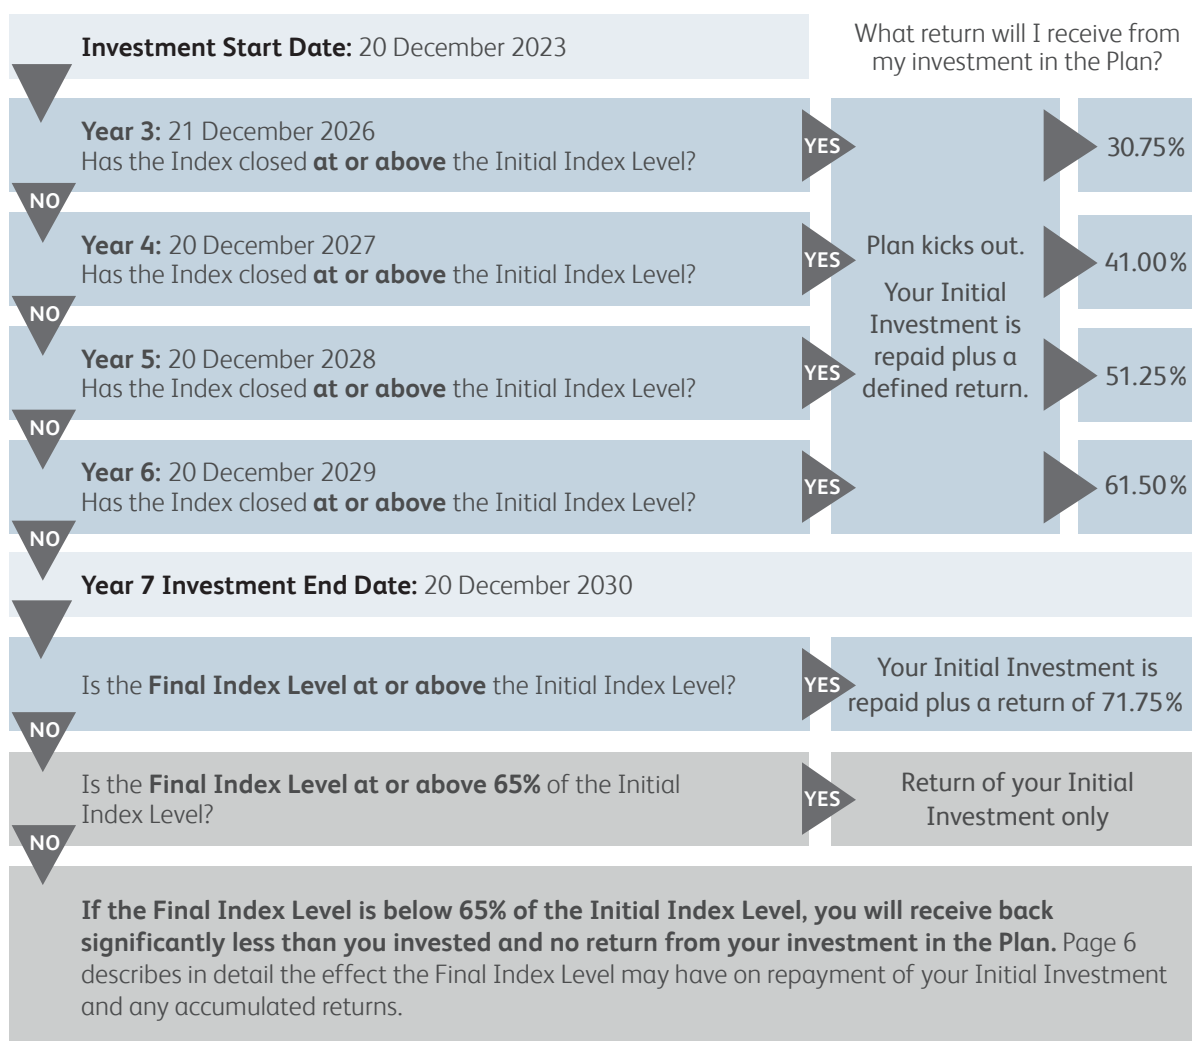 Investment Start Date: 20 December 2023
What return will I receive from
my investment in the Plan?
Year 3: 21 December 2026
Has the Index closed at or above the Initial Index Level?
YES
30.75%
NO
Year 4: 20 December 2027
Has the Index closed at or above the Initial Index Level?
YES
Plan kicks out.
Your Initial
Investment is
repaid plus a
defined return.
41.00%
NO
Year 5: 20 December 2028
Has the Index closed at or above the Initial Index Level?
YES
51.25%
NO
Year 6: 20 December 2029
Has the Index closed at or above the Initial Index Level?
YES
61.50%
NO
Year 7 Investment End Date: 20 December 2030
Is the Final Index Level at or above the Initial Index Level?
YES
Your Initial Investment is
repaid plus a return of 71.75%
NO
Is the Final Index Level at or above 65% of the Initial
Index Level?
YES
Return of your Initial
Investment only
NO
If the Final Index Level is below 65% of the Initial Index Level, you will receive back
significantly less than you invested and no return from your investment in the Plan. Page 6
describes in detail the effect the Final Index Level may have on repayment of your Initial Investment
and any accumulated returns.